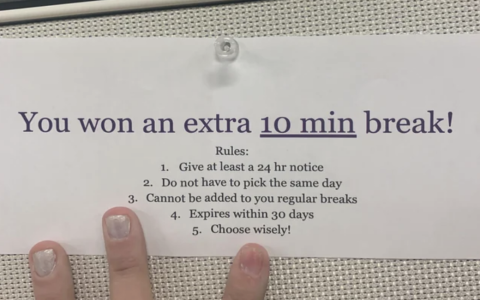 You won an extra 10 min break!
Rules:
1. Give at least a 24 hr notice
2. Do not have to pick the same day
3. Cannot be added to you regular breaks
4. Expires within 30 days
5. Choose wisely!